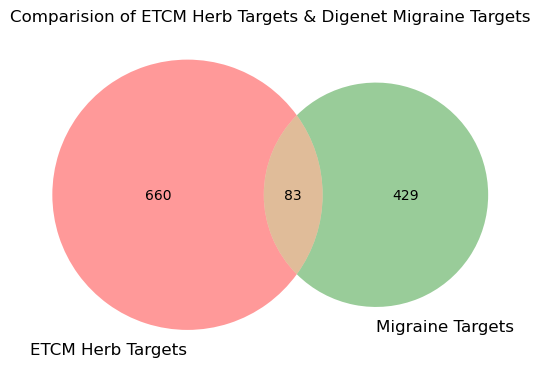 Comparision of ETCM Herb Targets & Digenet Migraine Targets
660
83
429
Migraine Targets
ETCM Herb Targets